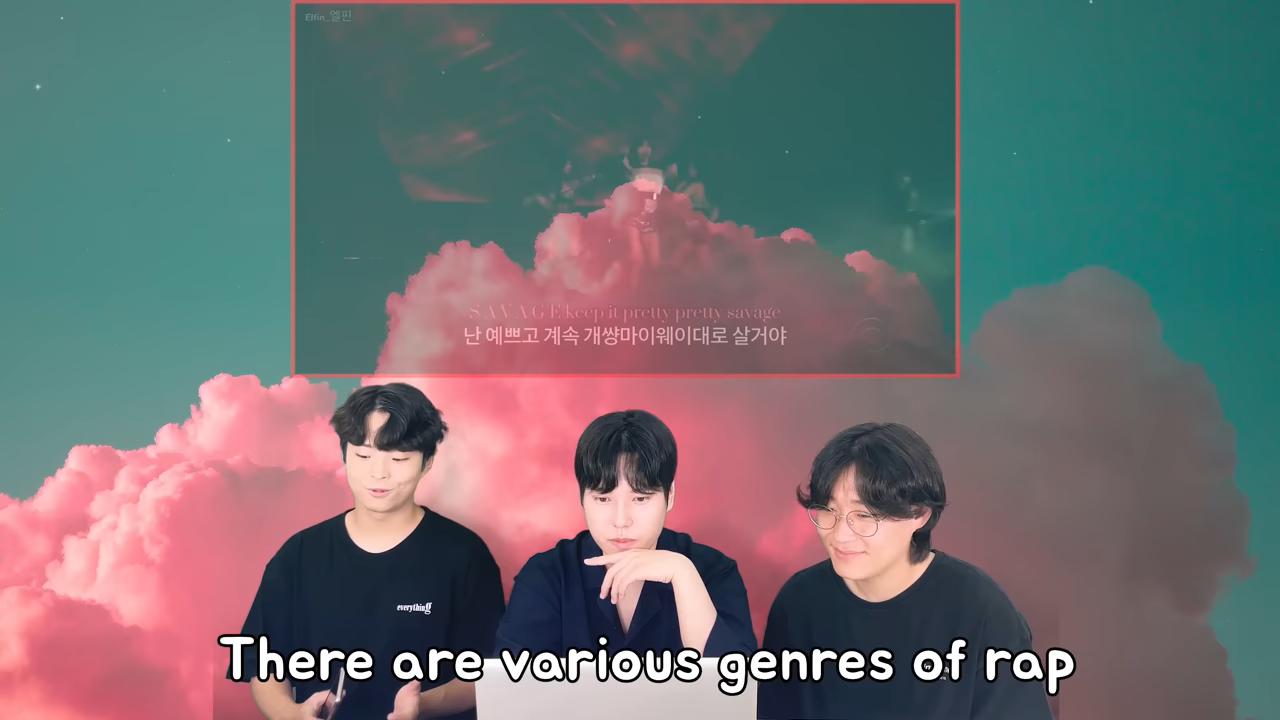 Elfin_엘핀
S A V A G E keep it pretty pretty savage
난 예쁘고 계속 개썅마이웨이대로 살거야
everything
There are various genres of rap